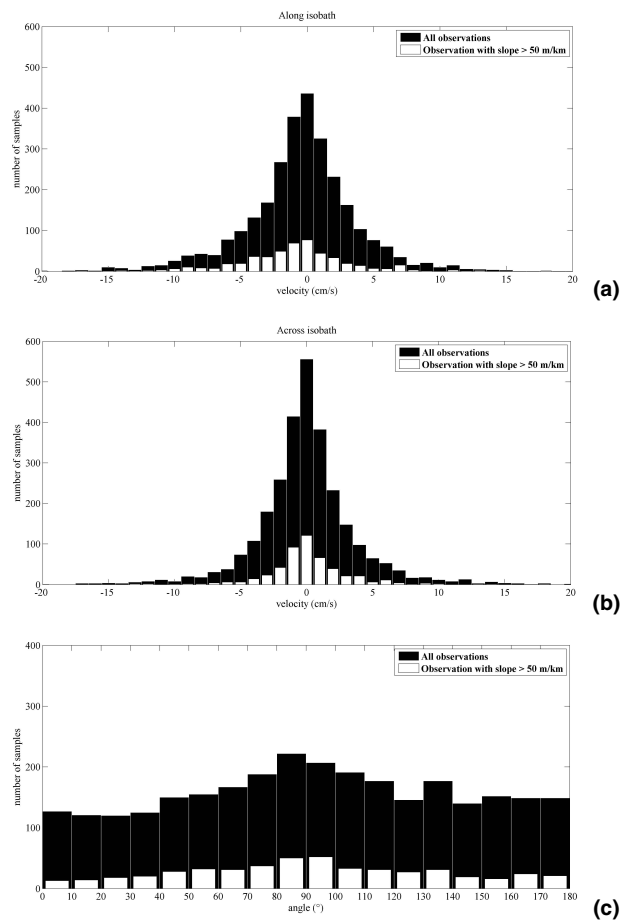 Along isobath
600
All observations
Observation with slope > 50 m/km
500
400
number of samples
300
200
100
0
-20 -15 -10 -5 0 5 10 15 20
velocity (cm/s)
(a)
Across isobath
600
All observations
Observation with slope > 50 m/km
500
400
number of samples
300
200
100
0
-20 -15 -10 -5 0 5 10 15 20
velocity (cm/s)
(b)
400
All observations
Observation with slope > 50 m/km
300
number of samples
200
100
0
0 10 20 30 40 50 60 70 80 90 100 110 120 130 140 150 160 170 180
angle (°)
(c)